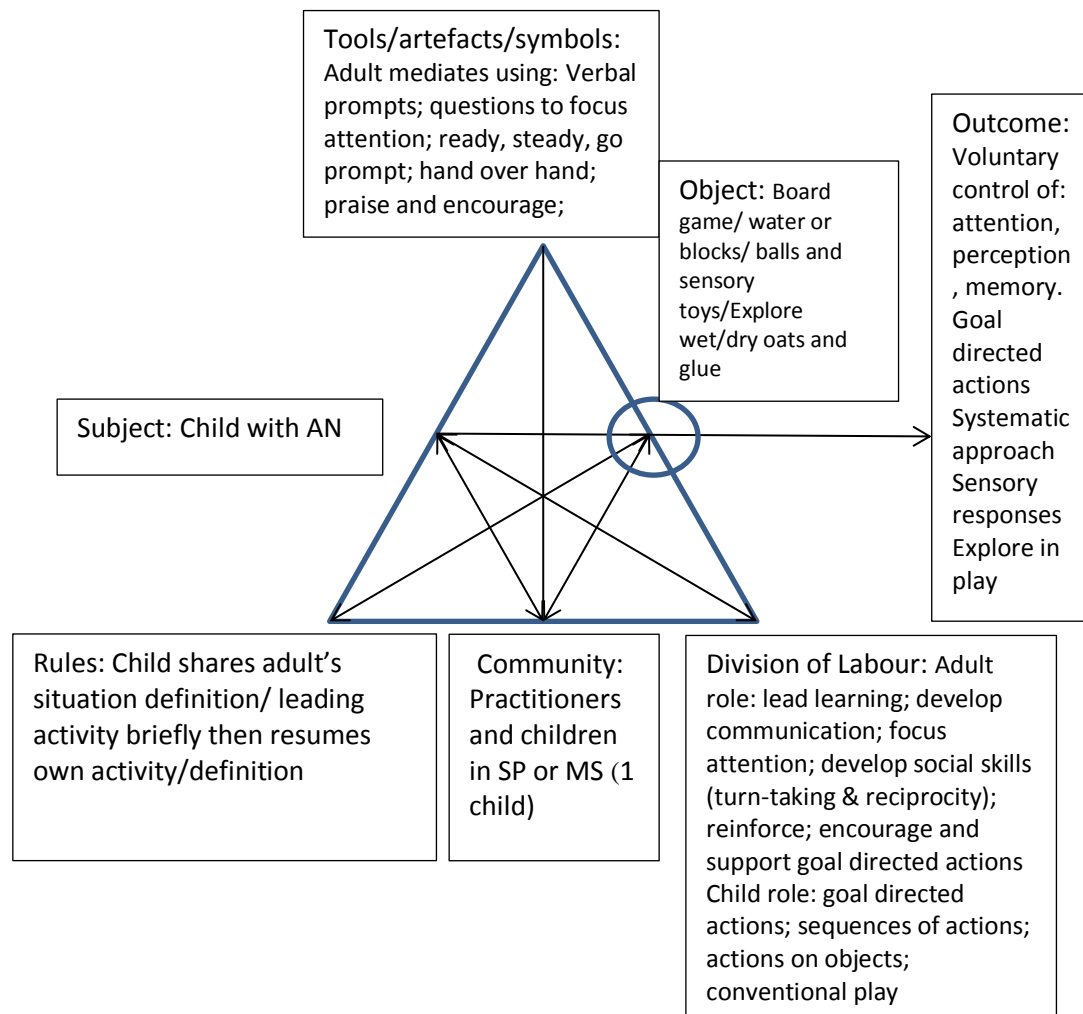 Tools/artefacts/symbols:
Adult mediates using: Verbal
prompts; questions to focus
attention; ready, steady, go
prompt; hand over hand;
praise and encourage;
Object: Board
game/ water or
blocks/ balls and
sensory
toys/Explore
wet/dry oats and
glue
Outcome:
Voluntary
control of:
attention,
perception
, memory.
Goal
directed
actions
Systematic
approach
Sensory
responses
Explore in
play
Subject: Child with AN
Rules: Child shares adult’s
situation definition/ leading
activity briefly then resumes
own activity/definition
Community:
Practitioners
and children
in SP or MS (1
child)
Division of Labour: Adult
role: lead learning; develop
communication; focus
attention; develop social skills
(turn-taking & reciprocity);
reinforce; encourage and
support goal directed actions
Child role: goal directed
actions; sequences of actions;
actions on objects;
conventional play